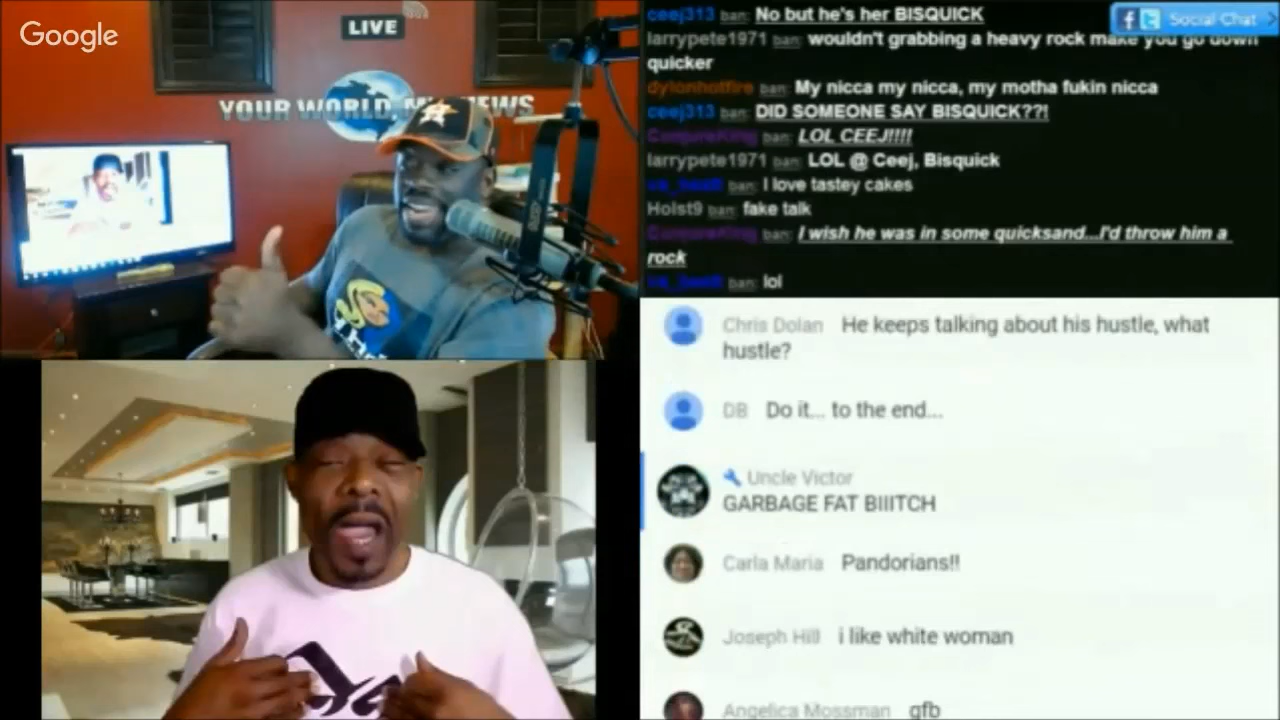 Google
LIVE
YOUR WORLD, MY NEWS
Social Chat
ceej313 ban: No but he's her BISQUICK
larrypete1971 ban: wouldn't grabbing a heavy rock make you go down
quicker
dylonhotfire ban: My nicca my nicca, my motha fukin nicca
ceej313 ban: DID SOMEONE SAY BISQUICK??!
ban: LOL CEEJ!!!!
larrypete1971 ban: LOL @ Ceej, Bisquick
ban: I love tastey cakes
Holst9 ban: fake talk
ban: I wish he was in some quicksand...I'd throw him a
rock
ban: lol
Chris Dolan He keeps talking about his hustle, what
hustle?
DB Do it... to the end...
Uncle Victor
GARBAGE FAT BIIITCH
Carla Maria Pandorians!!
Joseph Hill i like white woman
Angelica Mossman gfb